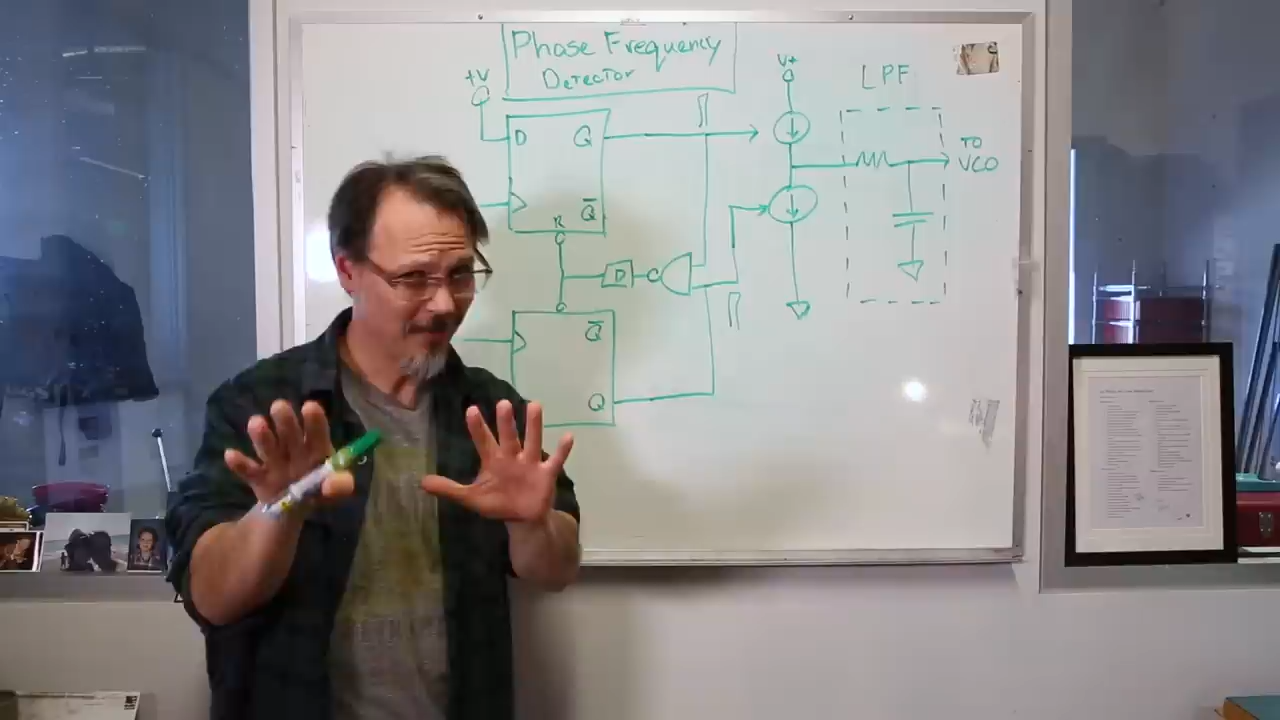 Phase Frequency
Detector
+V
V+
LPF
D
Q
TO
VCO
Q̅
R
D
Q̅
Q